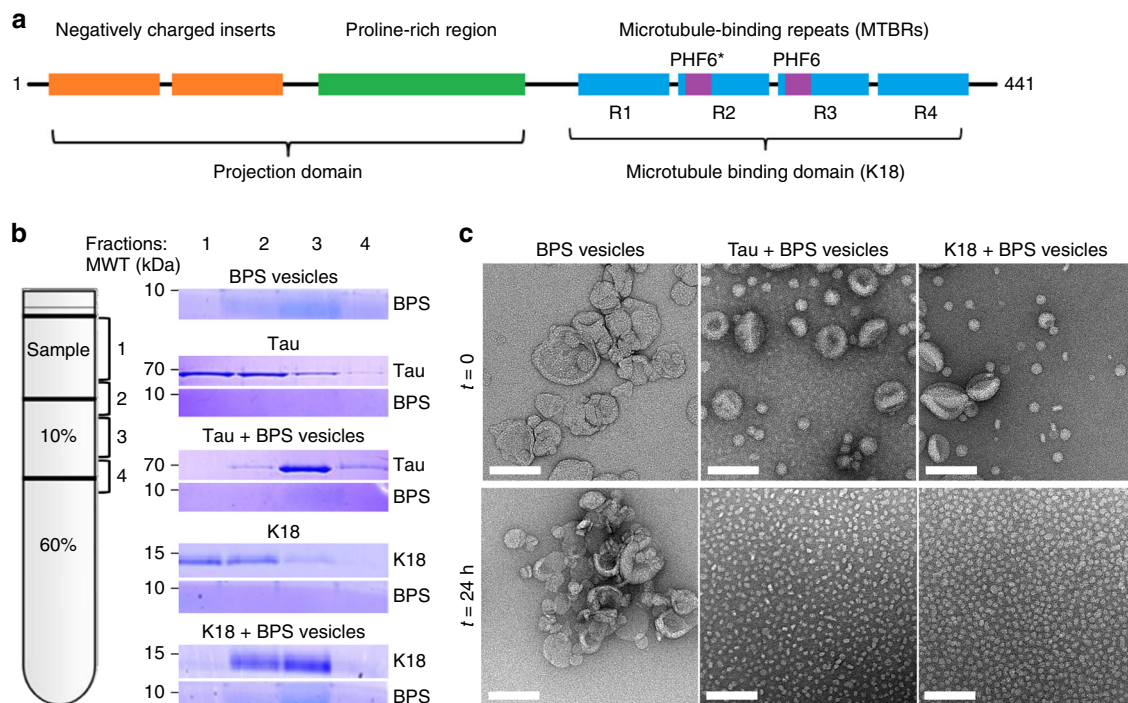 a
Negatively charged inserts Proline-rich region Microtubule-binding repeats (MTBRs)
PHF6* PHF6
1 441
R1 R2 R3 R4
Projection domain Microtubule binding domain (K18)
b
Fractions: 1 2 3 4
MWT (kDa)
BPS vesicles
10 BPS
Tau
70 Tau
10 BPS
Tau + BPS vesicles
70 Tau
10 BPS
K18
15 K18
10 BPS
K18 + BPS vesicles
15 K18
10 BPS
Sample
10%
60%
1
2
3
4
c
BPS vesicles Tau + BPS vesicles K18 + BPS vesicles
t = 0
t = 24 h